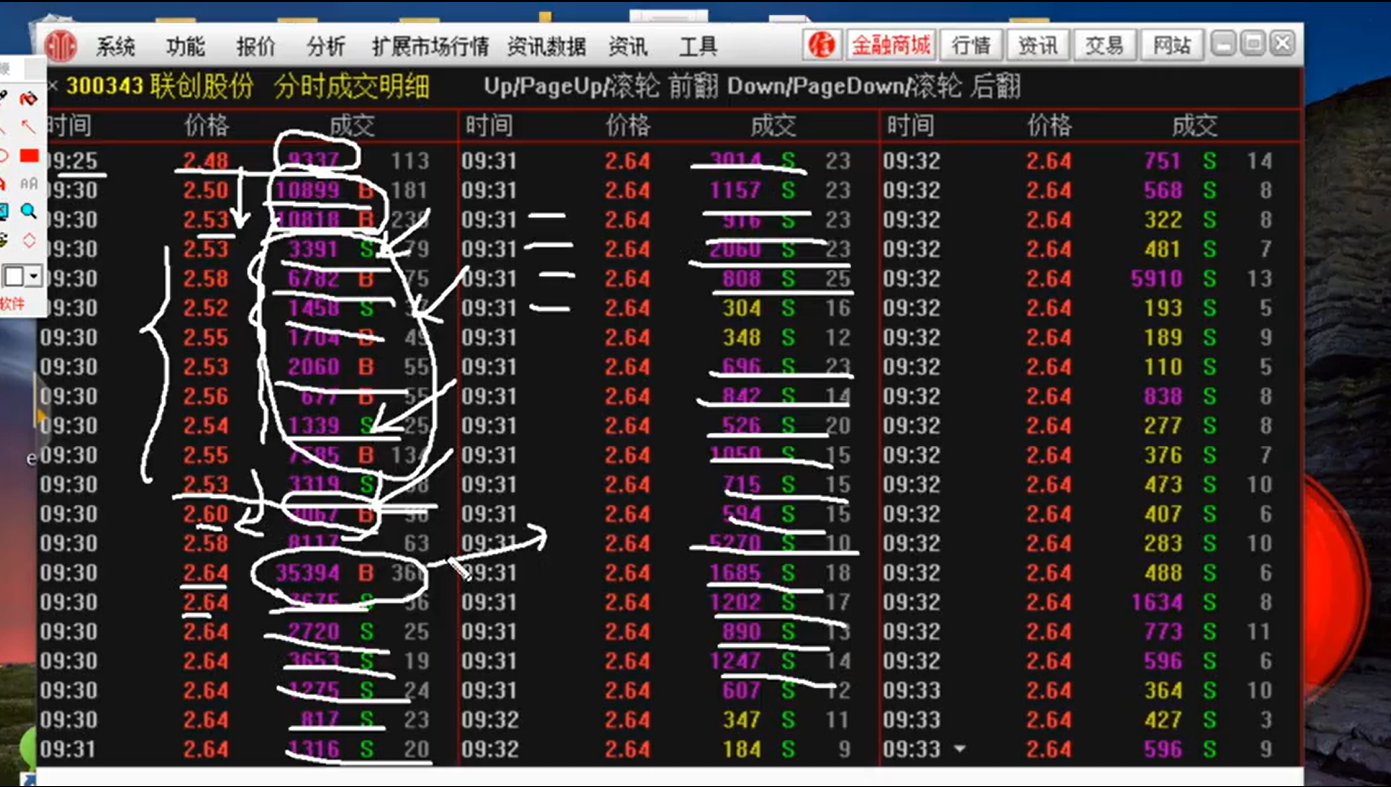 系统 功能 报价 分析 扩展市场行情 资讯数据 资讯 工具 金融商城 行情 资讯 交易 网站
× 300343 联创股份 分时成交明细 Up/PageUp/滚轮 前翻 Down/PageDown/滚轮 后翻
时间 价格 成交 时间 价格 成交 时间 价格 成交
09:25 2.48 9337 113 09:31 2.64 3014 S 23 09:32 2.64 751 S 14
09:30 2.50 10899 B 181 09:31 2.64 1157 S 23 09:32 2.64 568 S 8
09:30 2.53 10818 B 09:31 2.64 916 S 23 09:32 2.64 322 S 8
09:30 2.53 3391 S 79 09:31 2.64 2060 S 23 09:32 2.64 481 S 7
09:30 2.58 6782 B 75 09:31 2.64 808 S 25 09:32 2.64 5910 S 13
09:30 2.52 1458 S 09:31 2.64 304 S 16 09:32 2.64 193 S 5
09:30 2.55 1704 B 49 09:31 2.64 348 S 12 09:32 2.64 189 S 9
09:30 2.53 2060 B 55 09:31 2.64 696 S 23 09:32 2.64 110 S 5
09:30 2.56 677 B 55 09:31 2.64 842 S 14 09:32 2.64 838 S 8
09:30 2.54 1339 S 25 09:31 2.64 526 S 20 09:32 2.64 277 S 8
09:30 2.55 7585 B 134 09:31 2.64 1050 S 15 09:32 2.64 376 S 7
09:30 2.53 3319 S 09:31 2.64 715 S 15 09:32 2.64 473 S 10
09:30 2.60 B 09:31 2.64 594 S 15 09:32 2.64 407 S 6
09:30 2.58 8117 63 09:31 2.64 5270 S 10 09:32 2.64 283 S 10
09:30 2.64 35394 B 09:31 2.64 1685 S 18 09:32 2.64 488 S 6
09:30 2.64 7675 S 09:31 2.64 1202 S 17 09:32 2.64 1634 S 8
09:30 2.64 2720 S 25 09:31 2.64 890 S 13 09:32 2.64 773 S 11
09:30 2.64 3653 S 19 09:31 2.64 1247 S 14 09:32 2.64 596 S 6
09:30 2.64 1275 S 24 09:31 2.64 607 S 12 09:33 2.64 364 S 10
09:30 2.64 817 S 23 09:32 2.64 347 S 11 09:33 2.64 427 S 3
09:31 2.64 1316 S 20 09:32 2.64 184 S 9 09:33 2.64 596 S 9
软件